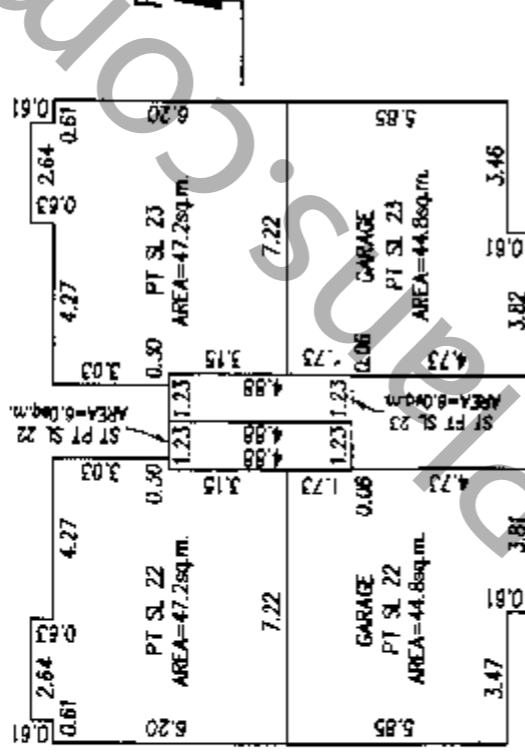 0.61
2.64
0.63
0.61
4.27
3.03
6.20
PT SL 23
AREA=47.2sq.m.
0.30
3.15
7.22
GARAGE
PT SL 23
AREA=44.8sq.m.
5.85
1.73
0.06
4.73
3.46
0.61
3.82
ST PT SL 22
AREA=6.0sq.m.
1.23
1.23
4.88
4.88
4.88
1.23
1.23
ST PT SL 23
AREA=6.0sq.m.
4.27
3.03
0.63
2.64
0.61
0.61
6.20
PT SL 22
AREA=47.2sq.m.
0.30
3.15
7.22
GARAGE
PT SL 22
AREA=44.8sq.m.
5.85
1.73
0.06
4.73
3.47
0.61
3.81
plans.com